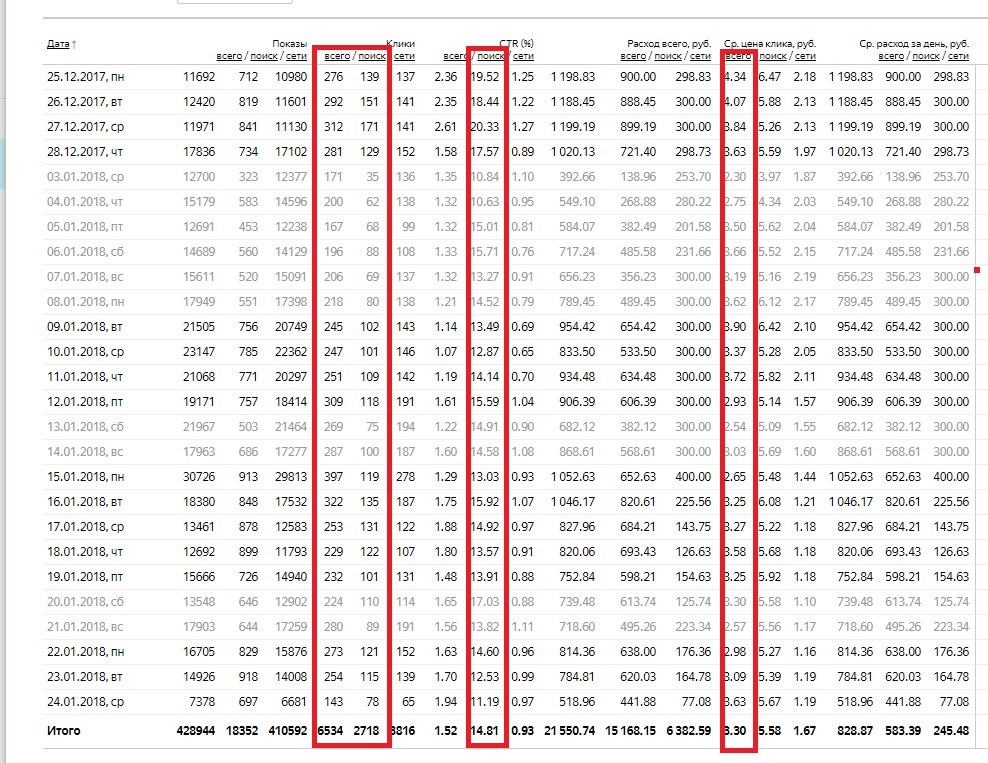 Дата↑ Показы Клики CTR (%) Расход всего, руб. Ср. цена клика, руб. Ср. расход за день, руб.
всего / поиск / сети всего / поиск / сети всего / поиск / сети всего / поиск / сети всего / поиск / сети всего / поиск / сети
25.12.2017, пн 11692 712 10980 276 139 137 2.36 19.52 1.25 1 198.83 900.00 298.83 4.34 6.47 2.18 1 198.83 900.00 298.83
26.12.2017, вт 12420 819 11601 292 151 141 2.35 18.44 1.22 1 188.45 888.45 300.00 4.07 5.88 2.13 1 188.45 888.45 300.00
27.12.2017, ср 11971 841 11130 312 171 141 2.61 20.33 1.27 1 199.19 899.19 300.00 3.84 5.26 2.13 1 199.19 899.19 300.00
28.12.2017, чт 17836 734 17102 281 129 152 1.58 17.57 0.89 1 020.13 721.40 298.73 3.63 5.59 1.97 1 020.13 721.40 298.73
03.01.2018, ср 12700 323 12377 171 35 136 1.35 10.84 1.10 392.66 138.96 253.70 2.30 3.97 1.87 392.66 138.96 253.70
04.01.2018, чт 15179 583 14596 200 62 138 1.32 10.63 0.95 549.10 268.88 280.22 2.75 4.34 2.03 549.10 268.88 280.22
05.01.2018, пт 12691 453 12238 167 68 99 1.32 15.01 0.81 584.07 382.49 201.58 3.50 5.62 2.04 584.07 382.49 201.58
06.01.2018, сб 14689 560 14129 196 88 108 1.33 15.71 0.76 717.24 485.58 231.66 3.66 5.52 2.15 717.24 485.58 231.66
07.01.2018, вс 15611 520 15091 206 69 137 1.32 13.27 0.91 656.23 356.23 300.00 3.19 5.16 2.19 656.23 356.23 300.00
08.01.2018, пн 17949 551 17398 218 80 138 1.21 14.52 0.79 789.45 489.45 300.00 3.62 6.12 2.17 789.45 489.45 300.00
09.01.2018, вт 21505 756 20749 245 102 143 1.14 13.49 0.69 954.42 654.42 300.00 3.90 6.42 2.10 954.42 654.42 300.00
10.01.2018, ср 23147 785 22362 247 101 146 1.07 12.87 0.65 833.50 533.50 300.00 3.37 5.28 2.05 833.50 533.50 300.00
11.01.2018, чт 21068 771 20297 251 109 142 1.19 14.14 0.70 934.48 634.48 300.00 3.72 5.82 2.11 934.48 634.48 300.00
12.01.2018, пт 19171 757 18414 309 118 191 1.61 15.59 1.04 906.39 606.39 300.00 2.93 5.14 1.57 906.39 606.39 300.00
13.01.2018, сб 21967 503 21464 269 75 194 1.22 14.91 0.90 682.12 382.12 300.00 2.54 5.09 1.55 682.12 382.12 300.00
14.01.2018, вс 17963 686 17277 287 100 187 1.60 14.58 1.08 868.61 568.61 300.00 3.03 5.69 1.60 868.61 568.61 300.00
15.01.2018, пн 30726 913 29813 397 119 278 1.29 13.03 0.93 1 052.63 652.63 400.00 2.65 5.48 1.44 1 052.63 652.63 400.00
16.01.2018, вт 18380 848 17532 322 135 187 1.75 15.92 1.07 1 046.17 820.61 225.56 3.25 6.08 1.21 1 046.17 820.61 225.56
17.01.2018, ср 13461 878 12583 253 131 122 1.88 14.92 0.97 827.96 684.21 143.75 3.27 5.22 1.18 827.96 684.21 143.75
18.01.2018, чт 12692 899 11793 229 122 107 1.80 13.57 0.91 820.06 693.43 126.63 3.58 5.68 1.18 820.06 693.43 126.63
19.01.2018, пт 15666 726 14940 232 101 131 1.48 13.91 0.88 752.84 598.21 154.63 3.25 5.92 1.18 752.84 598.21 154.63
20.01.2018, сб 13548 646 12902 224 110 114 1.65 17.03 0.88 739.48 613.74 125.74 3.30 5.58 1.10 739.48 613.74 125.74
21.01.2018, вс 17903 644 17259 280 89 191 1.56 13.82 1.11 718.60 495.26 223.34 2.57 5.56 1.17 718.60 495.26 223.34
22.01.2018, пн 16705 829 15876 273 121 152 1.63 14.60 0.96 814.36 638.00 176.36 2.98 5.27 1.16 814.36 638.00 176.36
23.01.2018, вт 14926 918 14008 254 115 139 1.70 12.53 0.99 784.81 620.03 164.78 3.09 5.39 1.19 784.81 620.03 164.78
24.01.2018, ср 7378 697 6681 143 78 65 1.94 11.19 0.97 518.96 441.88 77.08 3.63 5.67 1.19 518.96 441.88 77.08
Итого 428944 18352 410592 6534 2718 3816 1.52 14.81 0.93 21 550.74 15 168.15 6 382.59 3.30 5.58 1.67 828.87 583.39 245.48